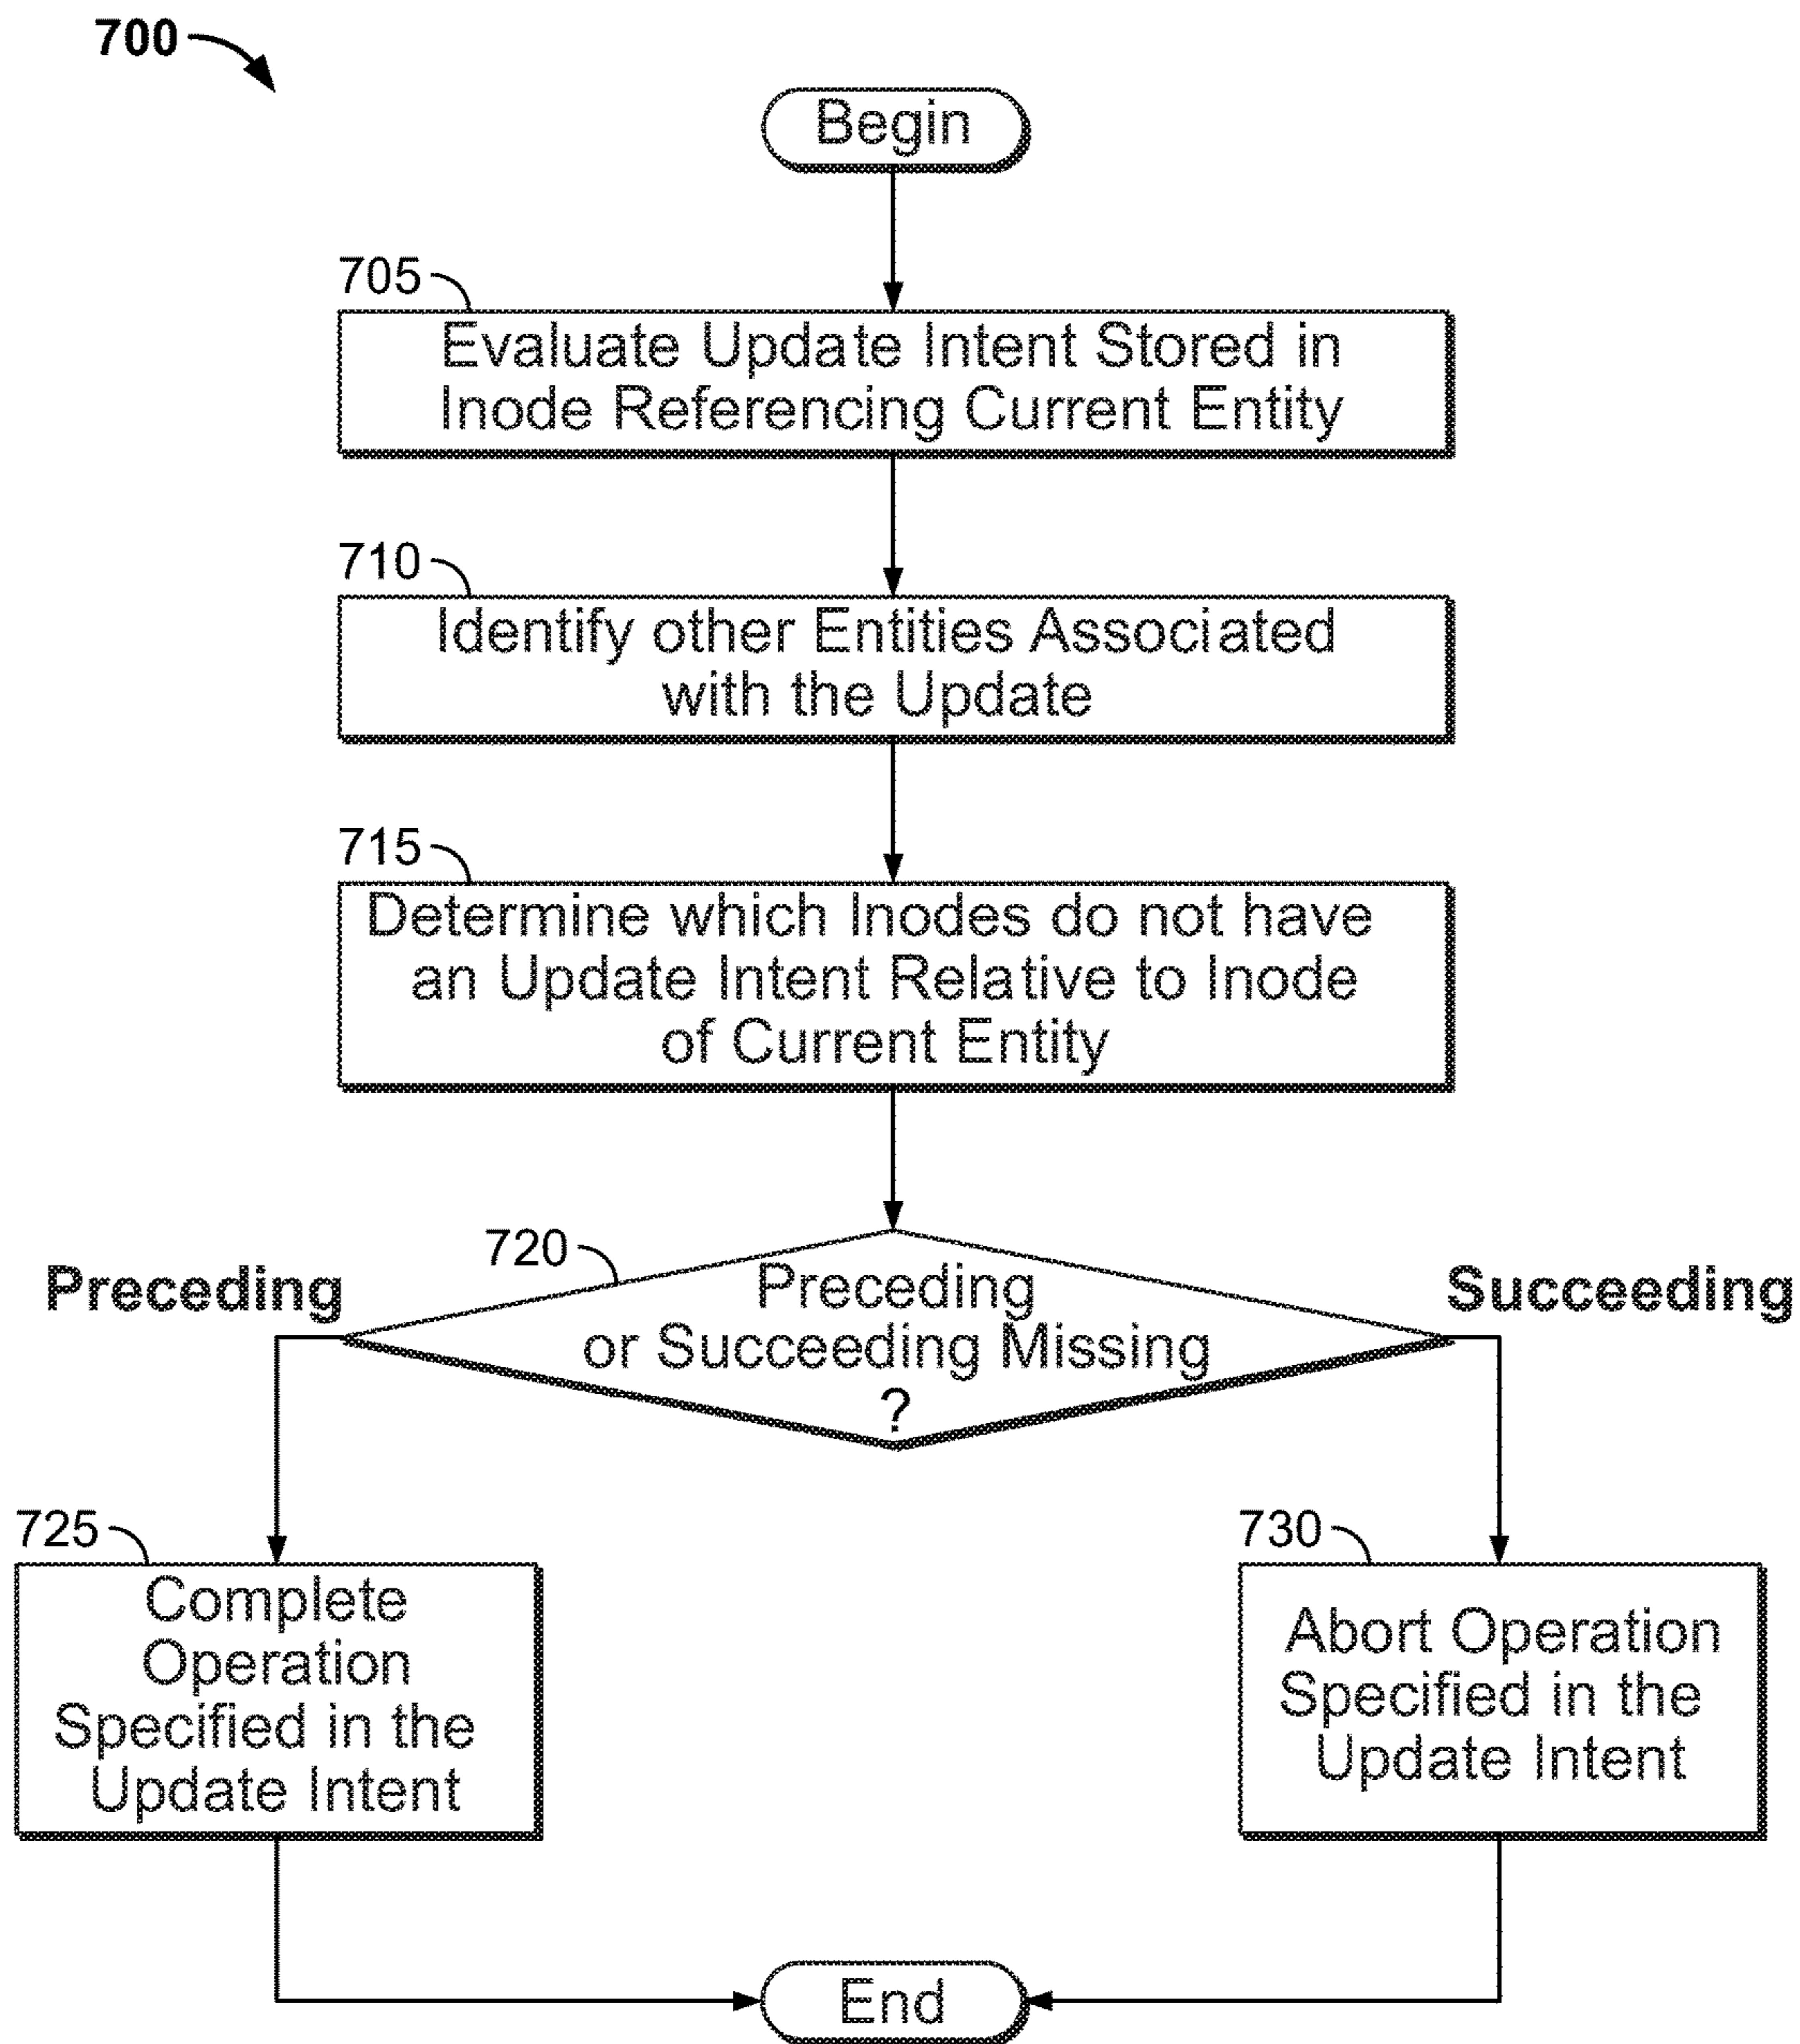 700
Begin
705
Evaluate Update Intent Stored in
Inode Referencing Current Entity
710
Identify other Entities Associated
with the Update
715
Determine which Inodes do not have
an Update Intent Relative to Inode
of Current Entity
720
Preceding
Preceding
or Succeeding Missing
?
Succeeding
725
Complete
Operation
Specified in the
Update Intent
730
Abort Operation
Specified in the
Update Intent
End